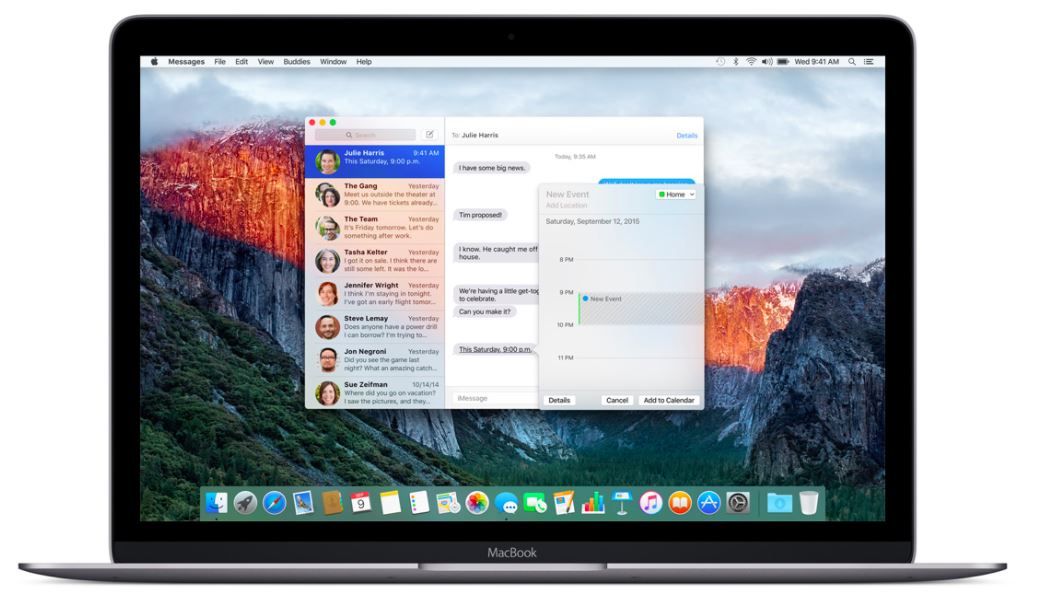 Messages File Edit View Buddies Window Help
Wed 9:41 AM
Search
To: Julie Harris
Details
Julie Harris 9:41 AM
This Saturday, 9:00 p.m.
The Gang Yesterday
Meet us outside the theater at
9:00. We have tickets already...
The Team Yesterday
It's Friday tomorrow. Let's do
something after work.
Tasha Kelter Yesterday
I got it on sale. I think there are
still some left. It was the lo...
Jennifer Wright Yesterday
I think I'm staying in tonight.
I've got an early flight tomor...
Steve Lemay Yesterday
Does anyone have a power drill
I can borrow? I'm trying to...
Jon Negroni Yesterday
Did you see the game last
night? What an amazing catch...
Sue Zeifman 10/14/14
Where did you go on vacation?
I saw the pictures, and they...
Today, 9:35 AM
I have some big news.
Tim proposed!
I know. He caught me off
house.
We're having a little get-tog
to celebrate.
Can you make it?
This Saturday, 9:00 p.m.
iMessage
New Event
Home
Add Location
Saturday, September 12, 2015
8 PM
9 PM
New Event
10 PM
11 PM
Details
Cancel
Add to Calendar
SEP
9
MacBook